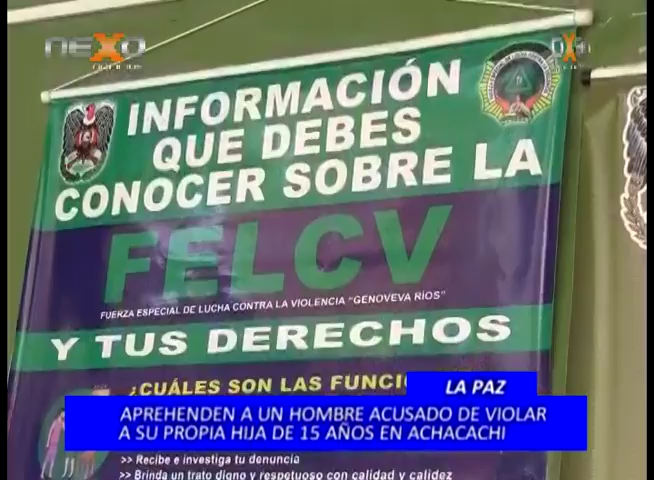 NEXO
INFORMACIÓN
QUE DEBES
CONOCER SOBRE LA
FELCV
FUERZA ESPECIAL DE LUCHA CONTRA LA VIOLENCIA "GENOVEVA RÍOS"
Y TUS DERECHOS
¿CUÁLES SON LAS FUNCI
LA PAZ
APREHENDEN A UN HOMBRE ACUSADO DE VIOLAR
A SU PROPIA HIJA DE 15 AÑOS EN ACHACACHI
>> Recibe e investiga tu denuncia
>> Brinda un trato digno y respetuoso con calidad y calidez